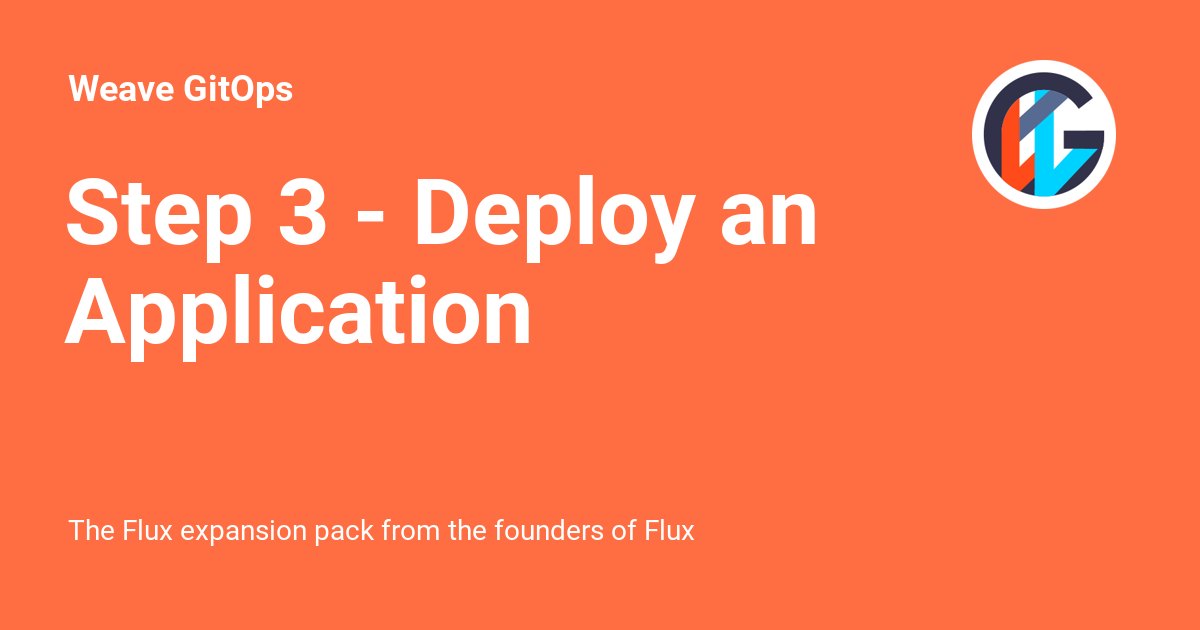 Weave GitOps
Step 3 - Deploy an
Application
The Flux expansion pack from the founders of Flux